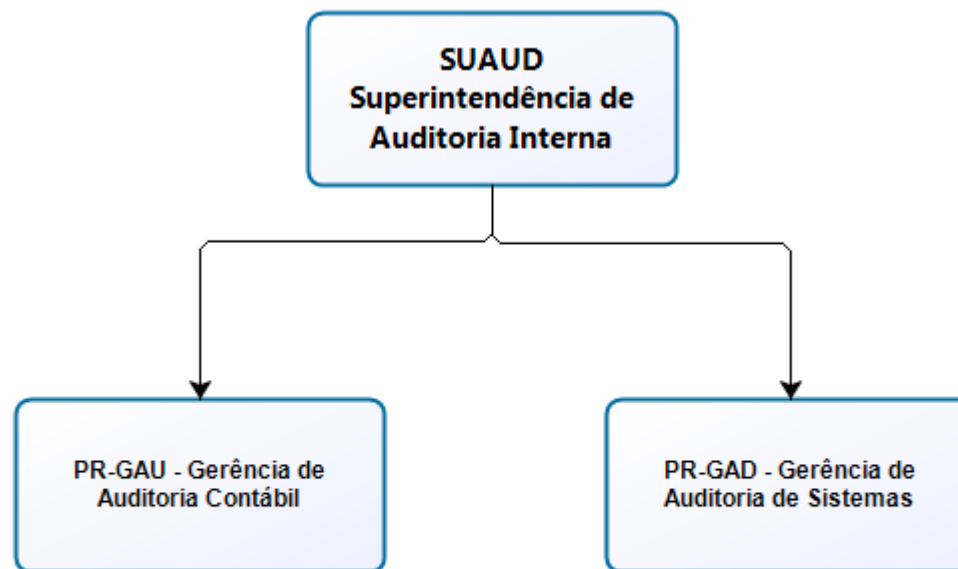 SUAUD
Superintendência de
Auditoria Interna
PR-GAU - Gerência de
Auditoria Contábil
PR-GAD - Gerência de
Auditoria de Sistemas